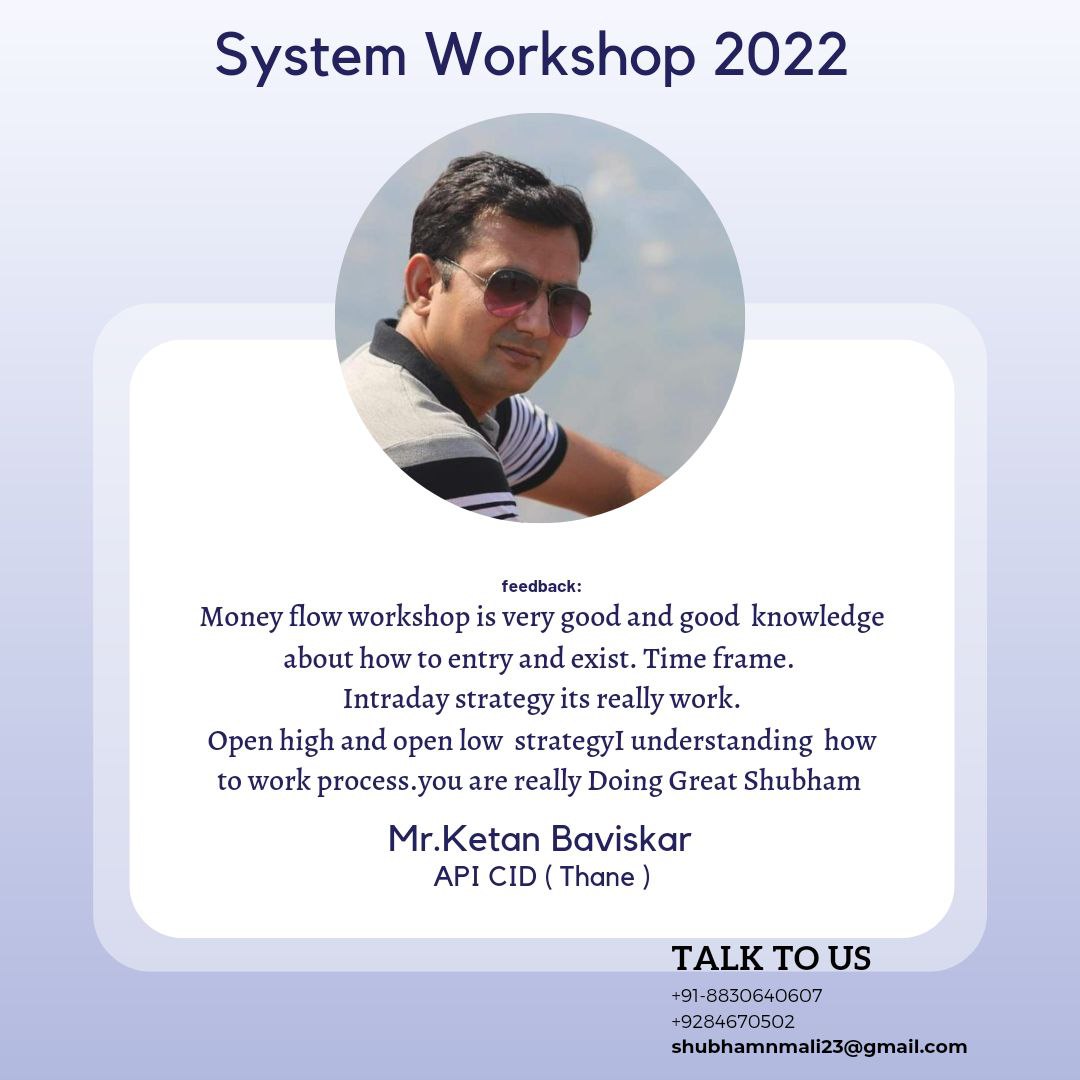 System Workshop 2022
feedback:
Money flow workshop is very good and good knowledge
about how to entry and exist. Time frame.
Intraday strategy its really work.
Open high and open low strategyI understanding how
to work process.you are really Doing Great Shubham
Mr.Ketan Baviskar
API CID ( Thane )
TALK TO US
+91-8830640607
+9284670502
shubhamnmali23@gmail.com